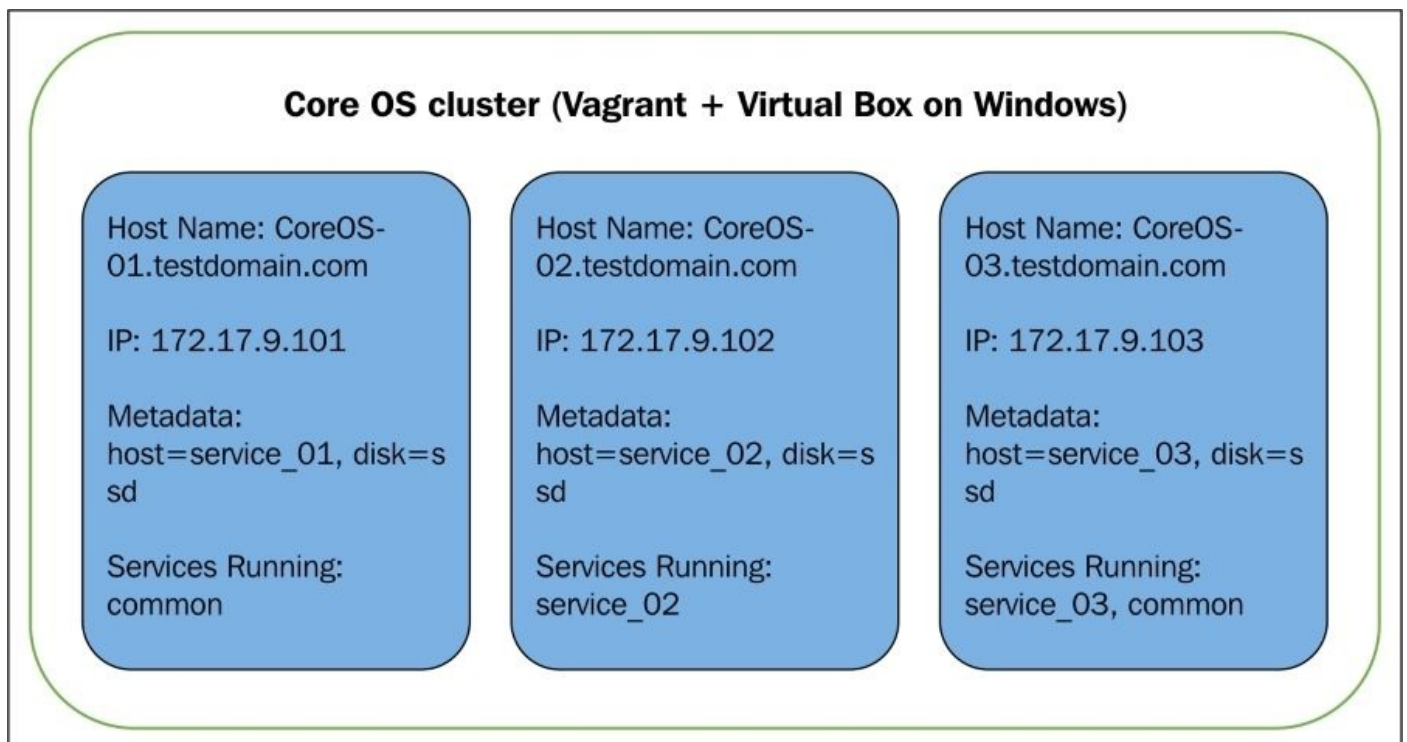 Core OS cluster (Vagrant + Virtual Box on Windows)
Host Name: CoreOS-
01.testdomain.com
IP: 172.17.9.101
Metadata:
host=service_01, disk=s
sd
Services Running:
common
Host Name: CoreOS-
02.testdomain.com
IP: 172.17.9.102
Metadata:
host=service_02, disk=s
sd
Services Running:
service_02
Host Name: CoreOS-
03.testdomain.com
IP: 172.17.9.103
Metadata:
host=service_03, disk=s
sd
Services Running:
service_03, common